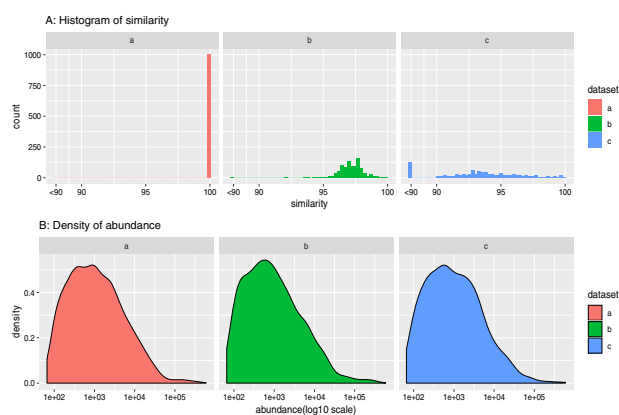 A: Histogram of similarity
a b c
1000
750
500
250
0
count
<90 90 95 100 <90 90 95 100 <90 90 95 100
similarity
dataset
a
b
c
B: Density of abundance
a b c
0.4
0.2
0.0
density
1e+02 1e+03 1e+04 1e+05 1e+02 1e+03 1e+04 1e+05 1e+02 1e+03 1e+04 1e+05
abundance(log10 scale)
dataset
a
b
c